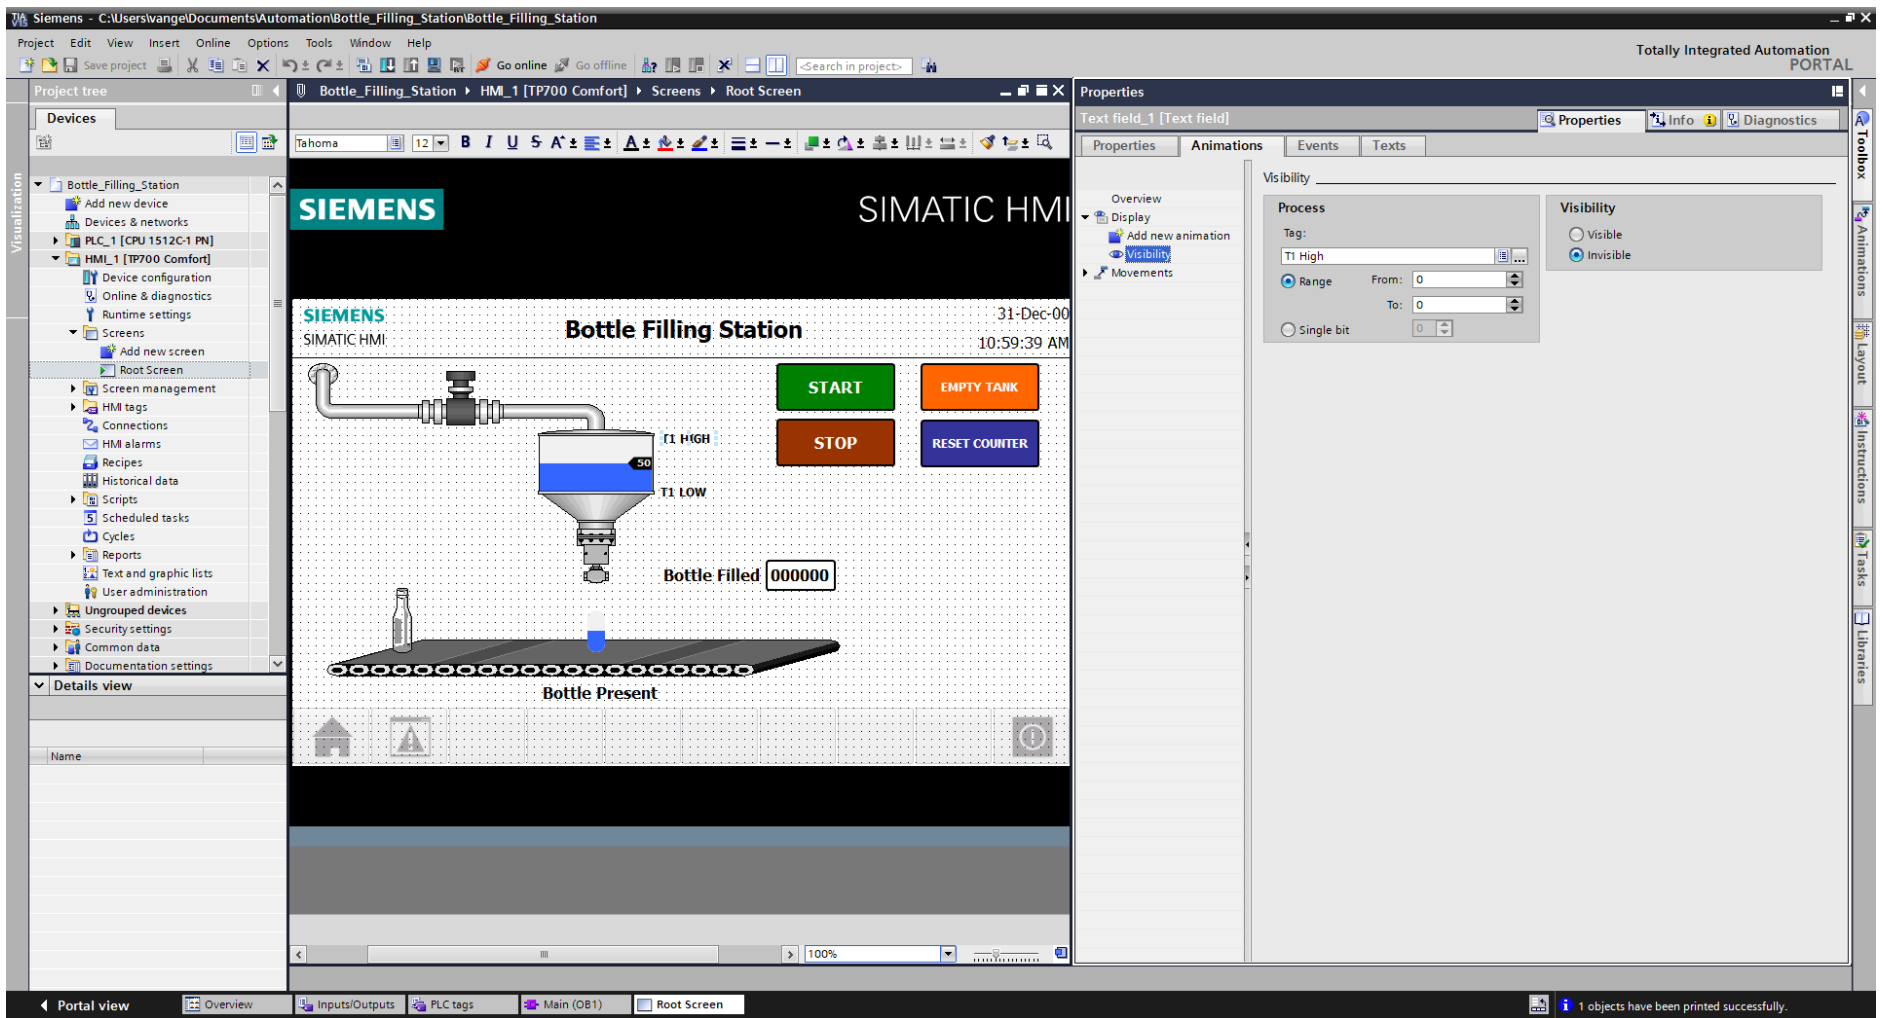 Siemens - C:\Users\vange\Documents\Automation\Bottle_Filling_Station\Bottle_Filling_Station
Project Edit View Insert Online Options Tools Window Help
Totally Integrated Automation
PORTAL
Save project
Go online
Go offline
<Search in project>
Project tree
Bottle_Filling_Station
HMI_1 [TP700 Comfort]
Screens
Root Screen
Properties
Devices
Text field_1 [Text field]
Properties
Info
Diagnostics
Tahoma
12
B I U S
Properties
Animations
Events
Texts
Visualization
Bottle_Filling_Station
Add new device
Devices & networks
PLC_1 [CPU 1512C-1 PN]
HMI_1 [TP700 Comfort]
Device configuration
Online & diagnostics
Runtime settings
Screens
Add new screen
Root Screen
Screen management
HMI tags
Connections
HMI alarms
Recipes
Historical data
Scripts
Scheduled tasks
Cycles
Reports
Text and graphic lists
User administration
Ungrouped devices
Security settings
Common data
Documentation settings
Details view
Name
SIEMENS
SIMATIC HMI
SIEMENS
SIMATIC HMI
Bottle Filling Station
31-Dec-00
10:59:39 AM
START
EMPTY TANK
STOP
RESET COUNTER
T1 HIGH
50
T1 LOW
Bottle Filled
000000
Bottle Present
100%
Overview
Display
Add new animation
Visibility
Movements
Visibility
Process
Tag:
T1 High
Range
From: 0
To: 0
Single bit
0
Visibility
Visible
Invisible
Toolbox
Animations
Layout
Instructions
Tasks
Libraries
Portal view
Overview
Inputs/Outputs
PLC tags
Main (OB1)
Root Screen
1 objects have been printed successfully.